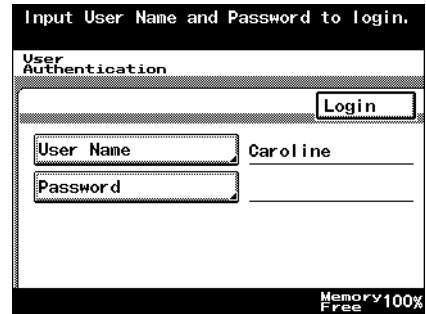 Input User Name and Password to login.
User
Authentication
Login
User Name
Caroline
Password
Memory
Free
100%